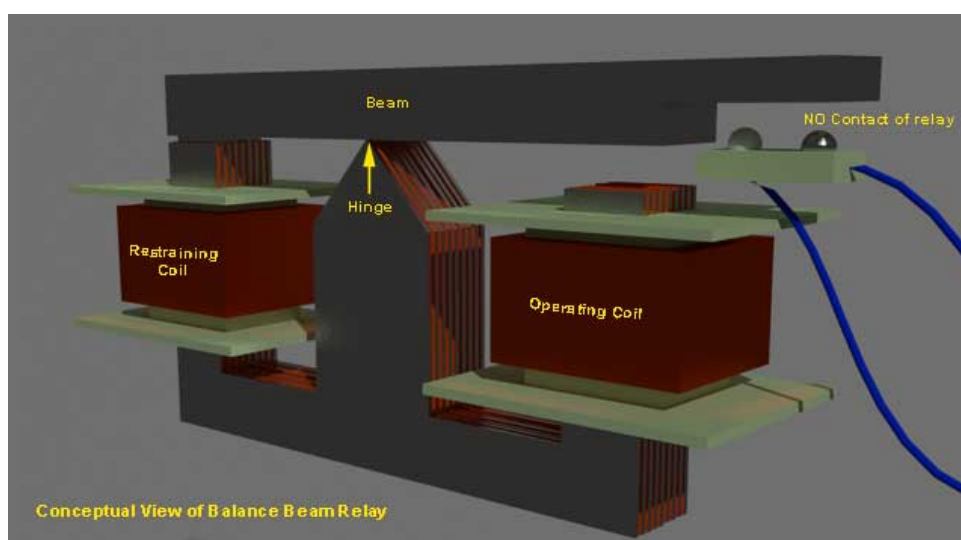 Beam
NO Contact of relay
Hinge
Restraining
Coil
Operating Coil
Conceptual View of Balance Beam Relay